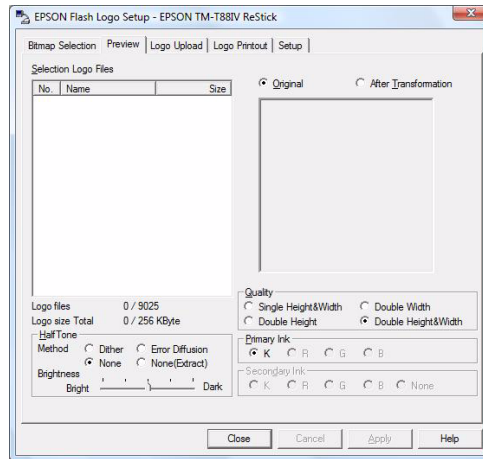 EPSON Flash Logo Setup - EPSON TM-T88IV ReStick
Bitmap Selection Preview Logo Upload Logo Printout Setup
Selection Logo Files
No. Name Size
Original After Transformation
Logo files 0 / 9025
Logo size Total 0 / 256 KByte
HalfTone
Method Dither Error Diffusion
None None(Extract)
Brightness
Bright Dark
Quality
Single Height&Width Double Width
Double Height Double Height&Width
Primary Ink
K R G B
Secondary Ink
K R G B None
Close Cancel Apply Help